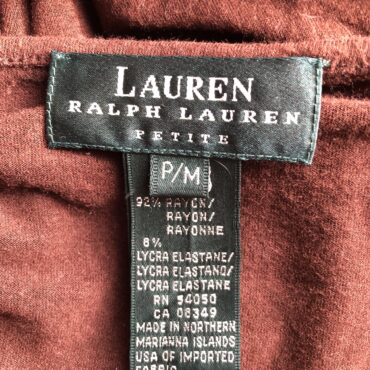 LAUREN
RALPH LAUREN
PETITE
P/M
92% RAYON/
RAYON/
RAYONNE
8%
LYCRA ELASTANE/
LYCRA ELASTANO/
LYCRA ELASTANE
RN 54050
CA 08349
MADE IN NORTHERN
MARIANNA ISLANDS
USA OF IMPORTED
FABRIC